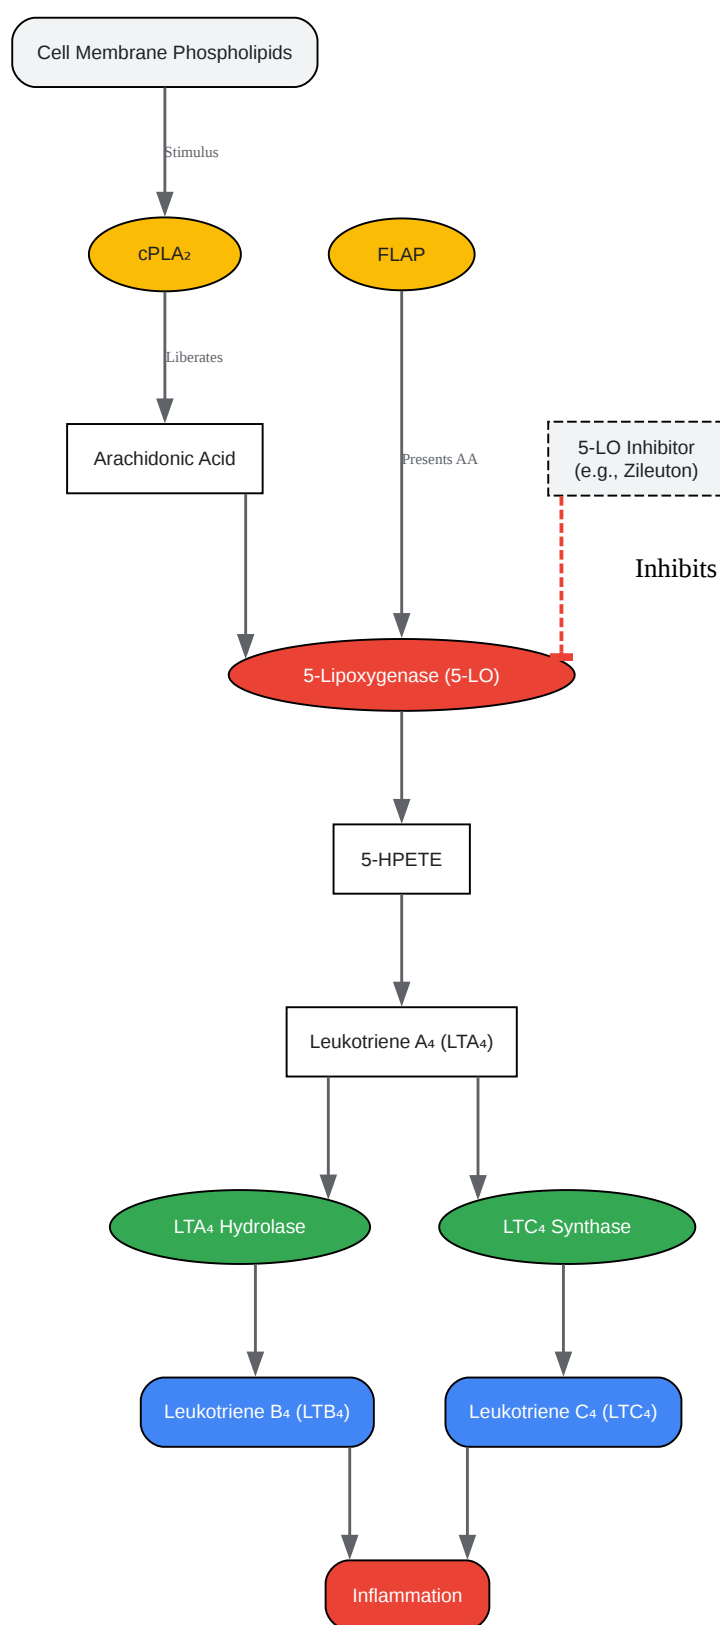 Cell Membrane Phospholipids
Stimulus
cPLA₂
FLAP
Liberates
Arachidonic Acid
Presents AA
5-LO Inhibitor
(e.g., Zileuton)
Inhibits
5-Lipoxygenase (5-LO)
5-HPETE
Leukotriene A₄ (LTA₄)
LTA₄ Hydrolase
LTC₄ Synthase
Leukotriene B₄ (LTB₄)
Leukotriene C₄ (LTC₄)
Inflammation